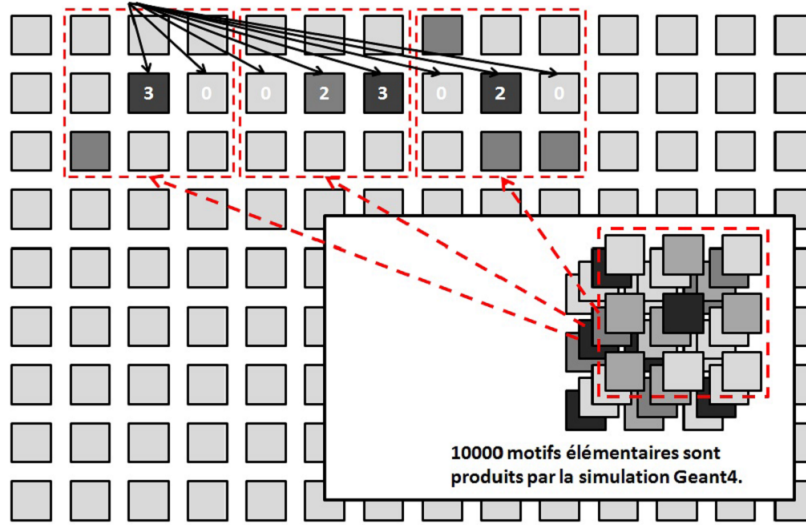 3 0 0 2 3 0 2 0
10000 motifs élémentaires sont
produits par la simulation Geant4.